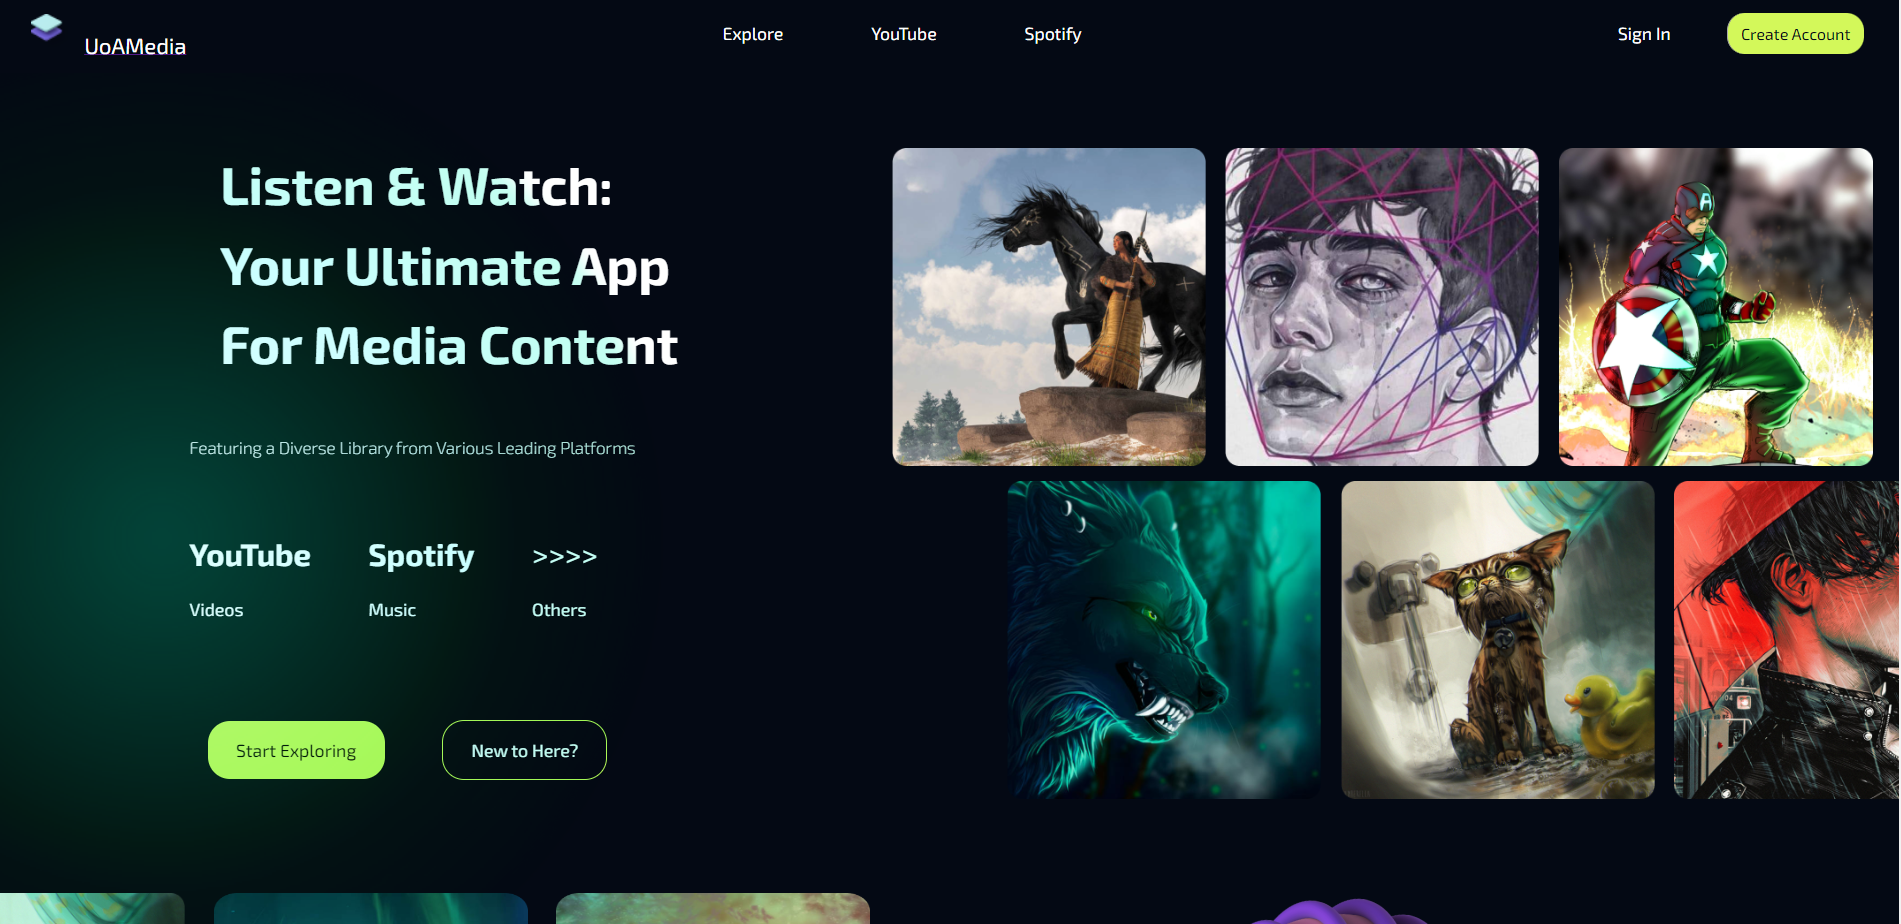 UoAMedia
Explore
YouTube
Spotify
Sign In
Create Account
Listen & Watch:
Your Ultimate App
For Media Content
Featuring a Diverse Library from Various Leading Platforms
YouTube
Spotify
>>>>
Videos
Music
Others
Start Exploring
New to Here?
A